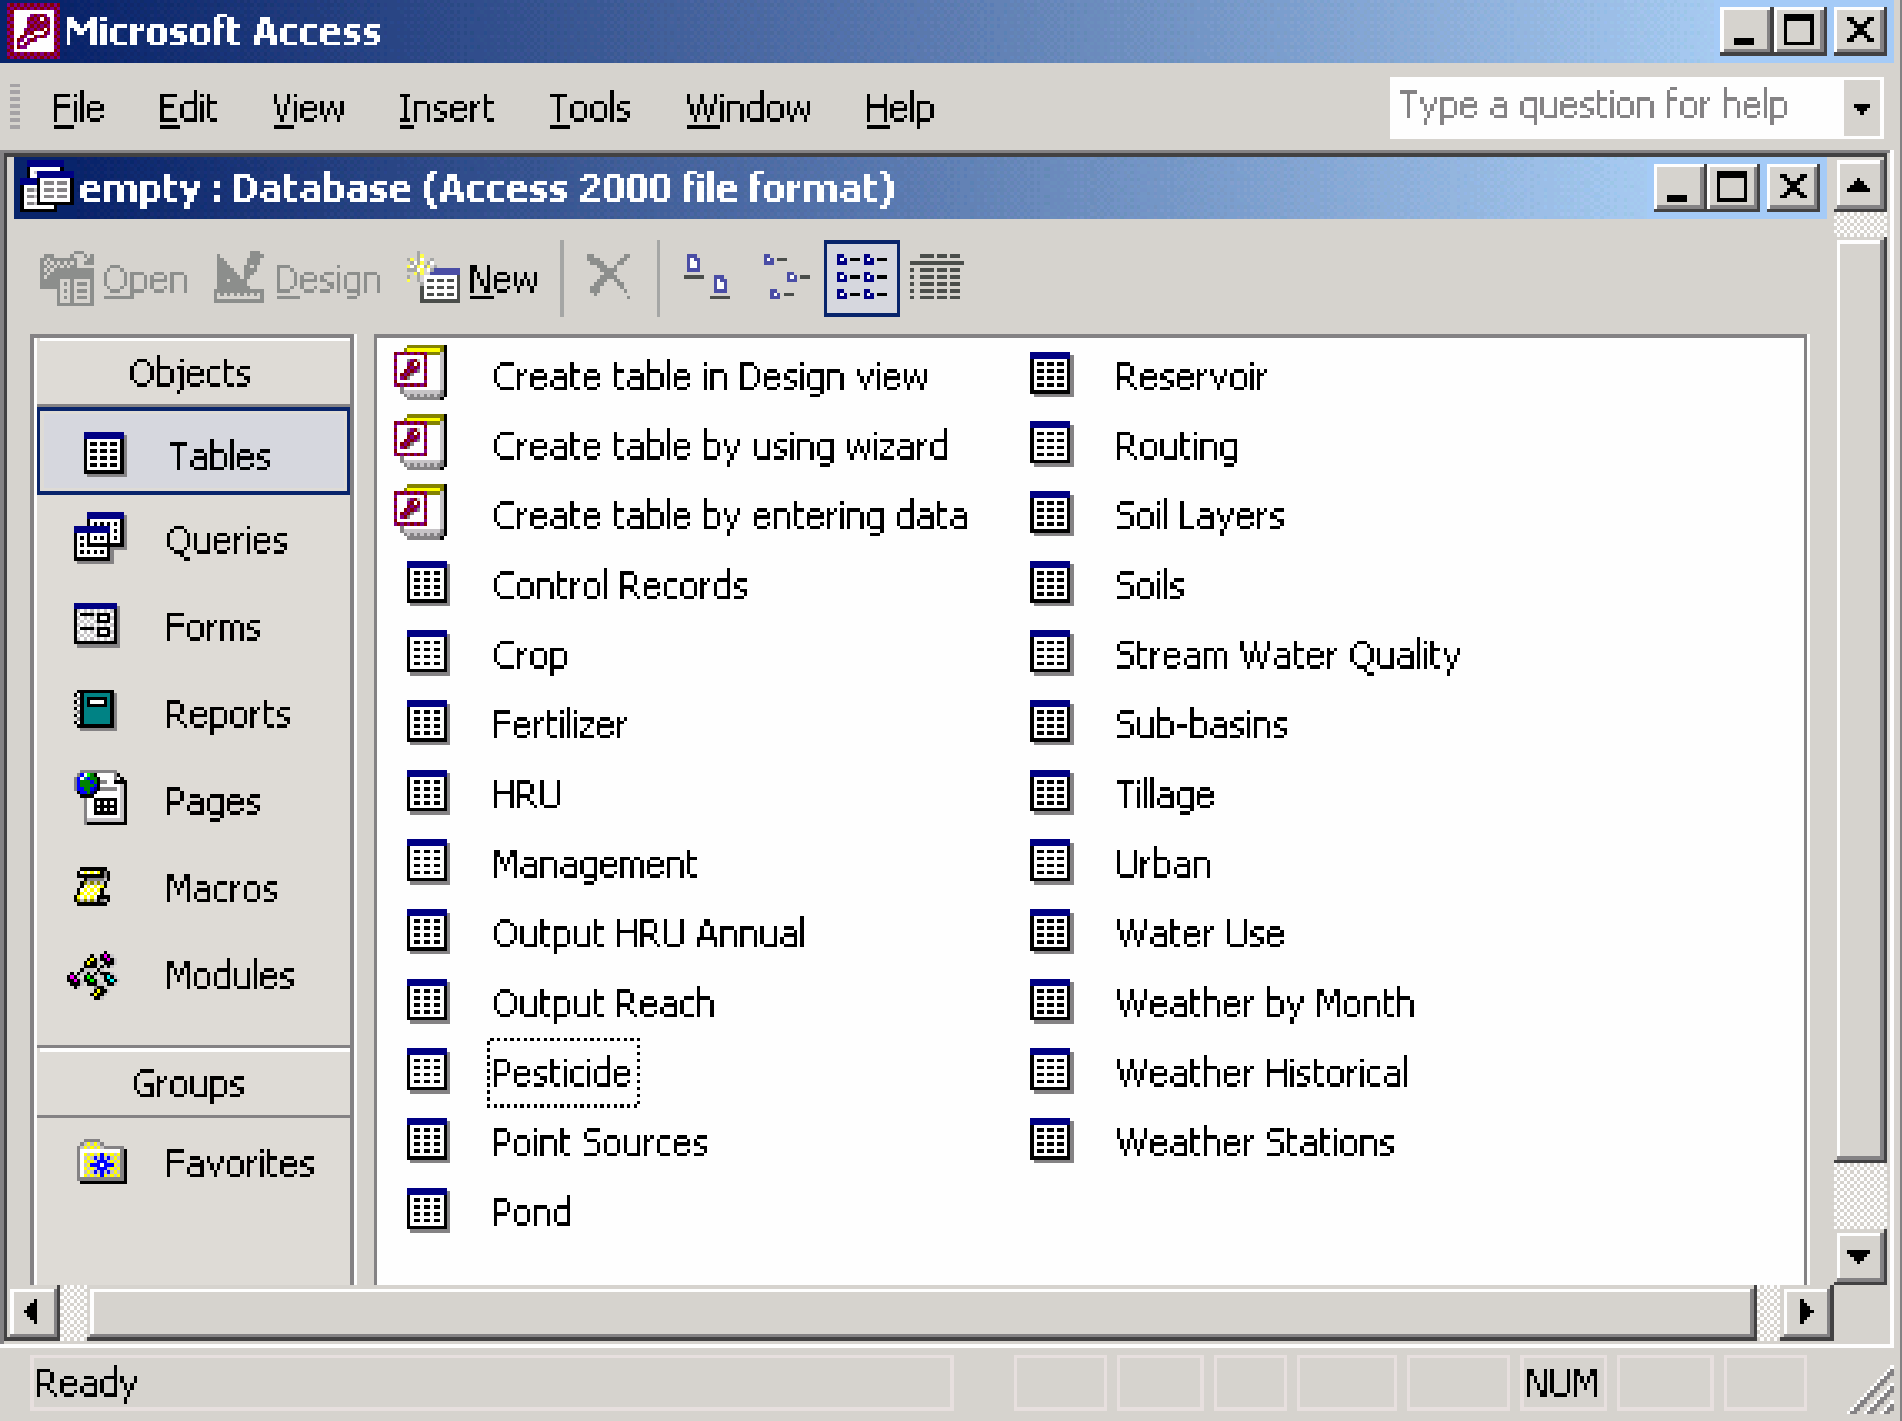 Microsoft Access
File Edit View Insert Tools Window Help Type a question for help
empty : Database (Access 2000 file format)
Open Design New
Objects
Tables
Queries
Forms
Reports
Pages
Macros
Modules
Groups
Favorites
Create table in Design view
Create table by using wizard
Create table by entering data
Control Records
Crop
Fertilizer
HRU
Management
Output HRU Annual
Output Reach
Pesticide
Point Sources
Pond
Reservoir
Routing
Soil Layers
Soils
Stream Water Quality
Sub-basins
Tillage
Urban
Water Use
Weather by Month
Weather Historical
Weather Stations
Ready NUM